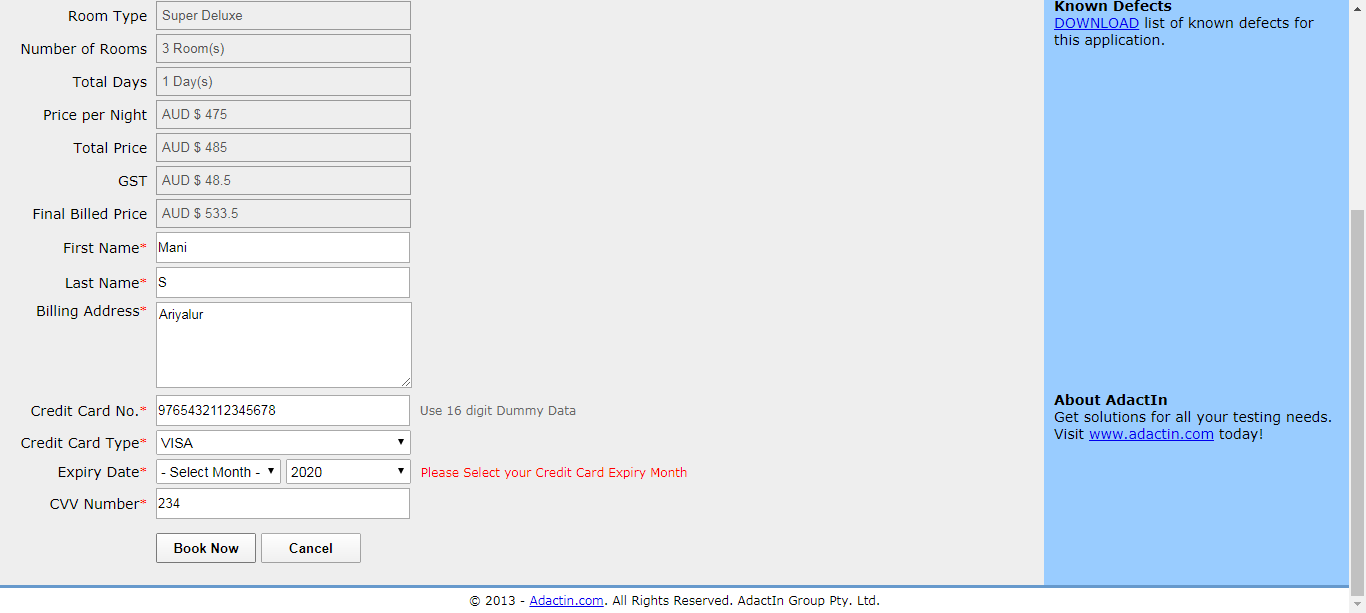 Room Type Super Deluxe
Number of Rooms 3 Room(s)
Total Days 1 Day(s)
Price per Night AUD $ 475
Total Price AUD $ 485
GST AUD $ 48.5
Final Billed Price AUD $ 533.5
First Name* Mani
Last Name* S
Billing Address* Ariyalur
Credit Card No.* 9765432112345678 Use 16 digit Dummy Data
Credit Card Type* VISA
Expiry Date* - Select Month - 2020 Please Select your Credit Card Expiry Month
CVV Number* 234
Book Now Cancel
Known Defects
DOWNLOAD list of known defects for
this application.
About AdactIn
Get solutions for all your testing needs.
Visit www.adactin.com today!
© 2013 - Adactin.com. All Rights Reserved. AdactIn Group Pty. Ltd.